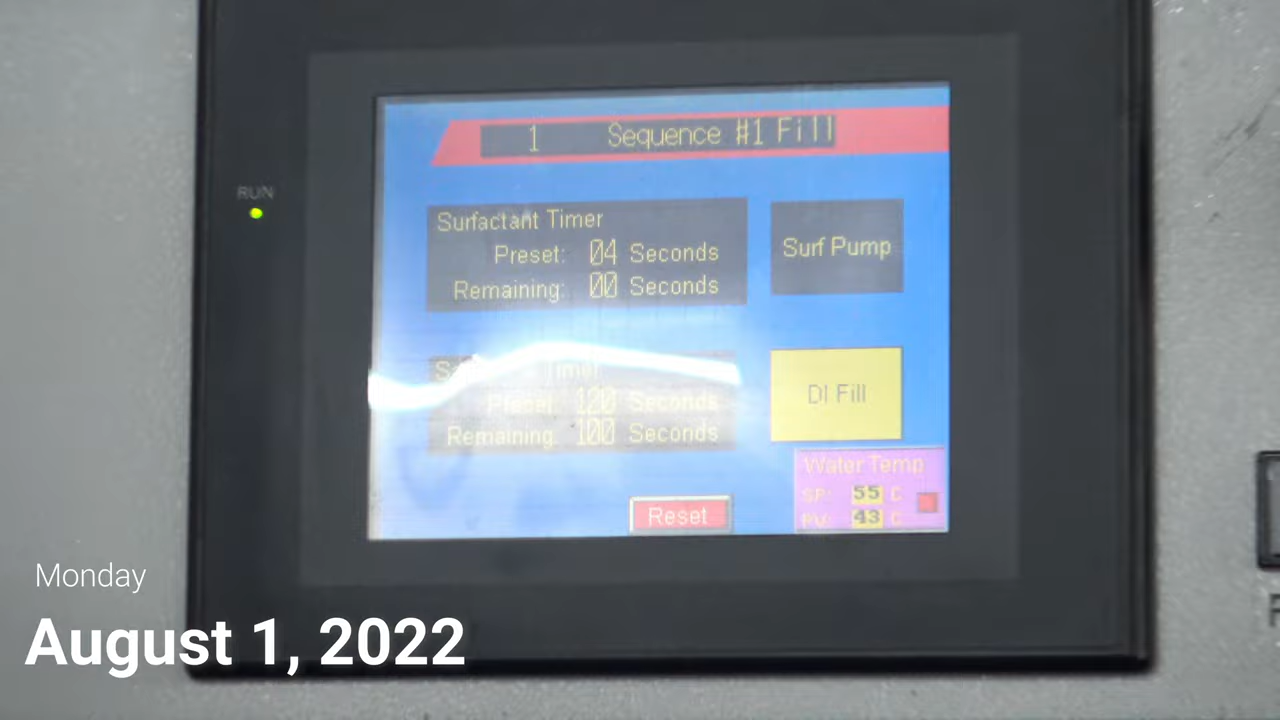 1 Sequence #1 Fill
RUN
Surfactant Timer
Preset: 04 Seconds
Remaining: 00 Seconds
Surf Pump
Timer
Preset: 120 Seconds
Remaining: 100 Seconds
DI Fill
Water Temp
SP: 55 C
PV: 43 C
Reset
Monday
August 1, 2022